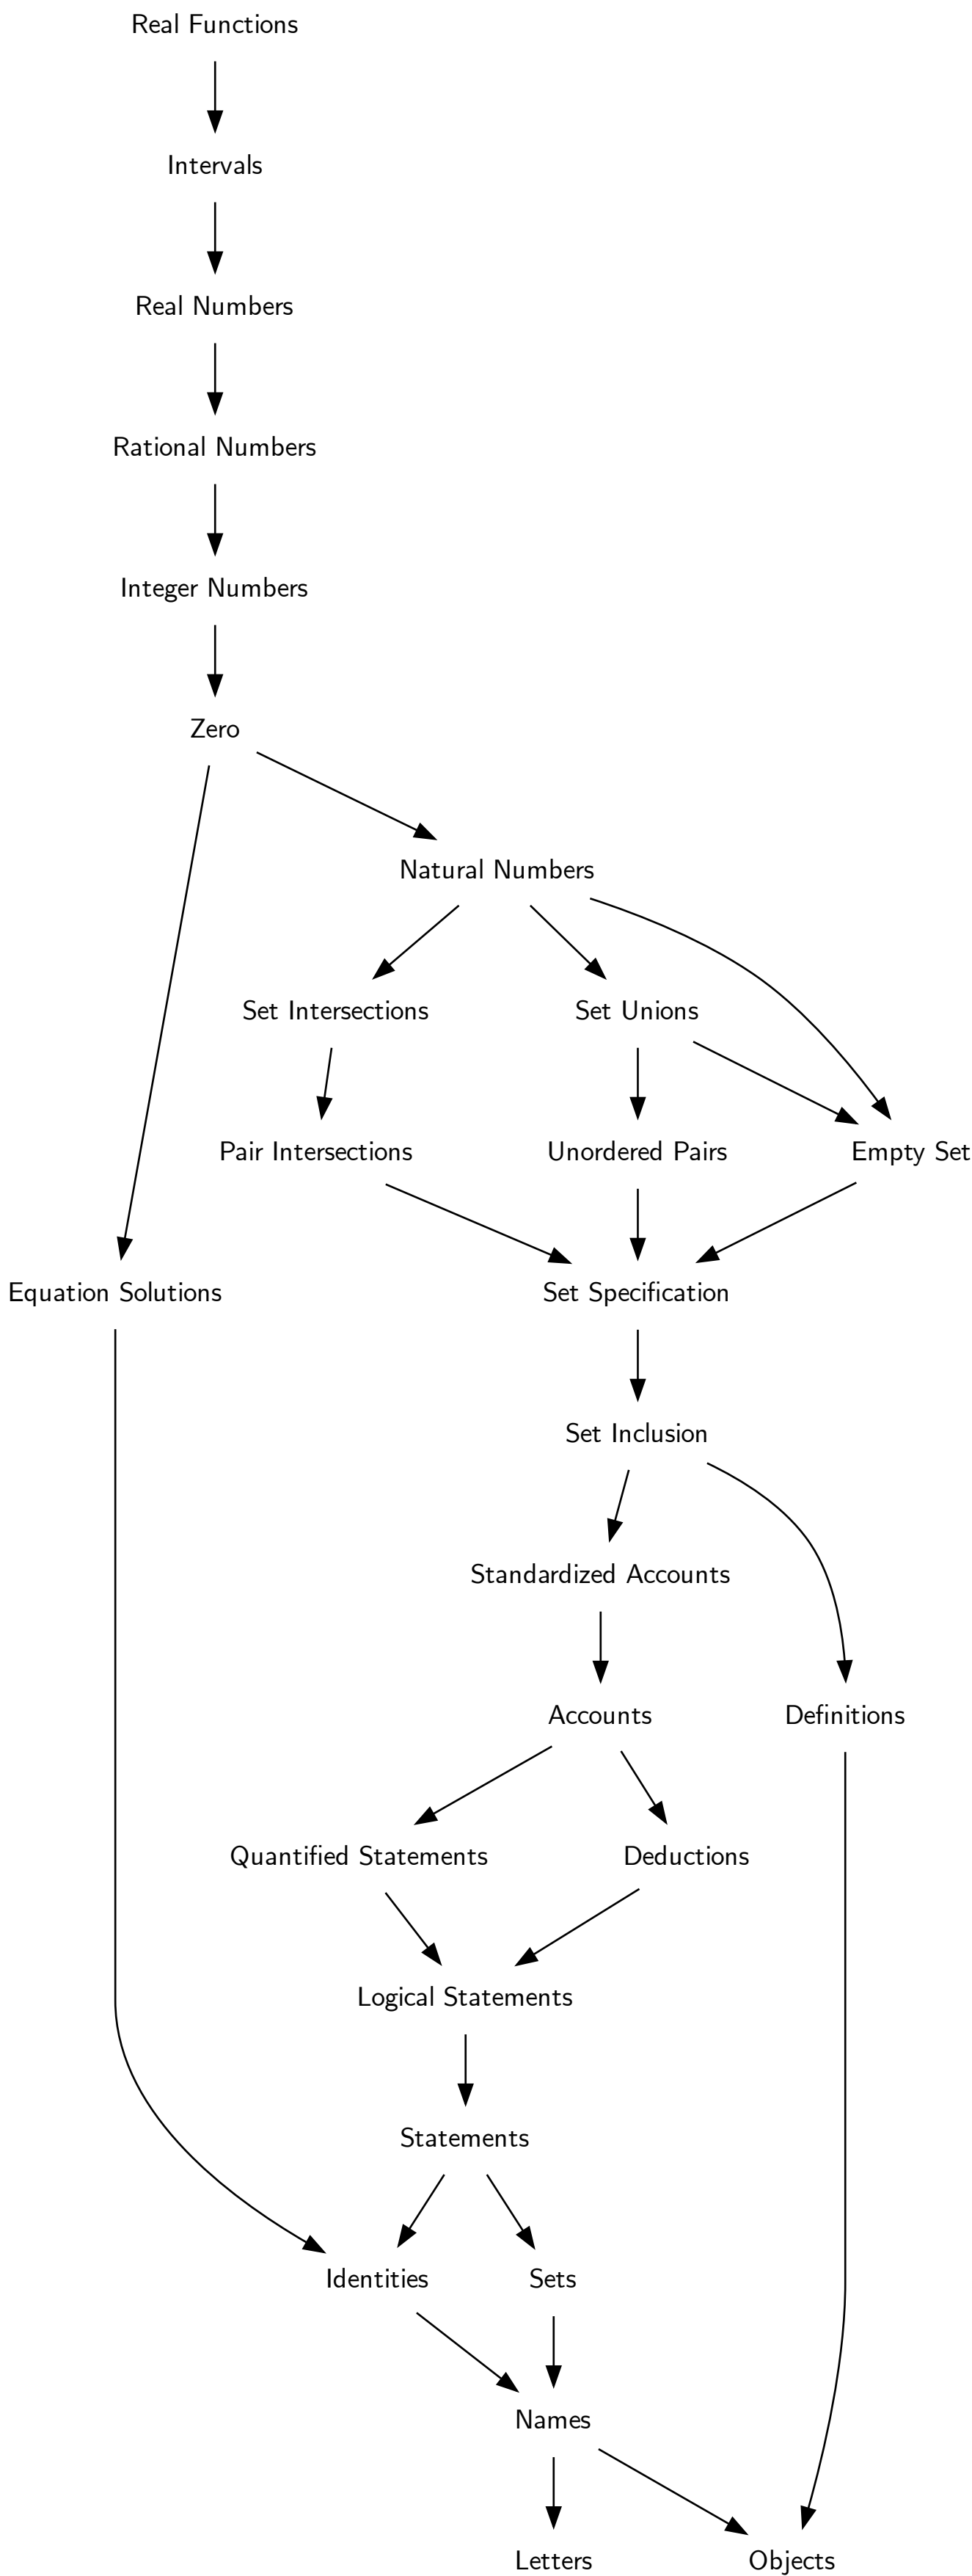 Real Functions
Intervals
Real Numbers
Rational Numbers
Integer Numbers
Zero
Natural Numbers
Set Intersections
Set Unions
Pair Intersections
Unordered Pairs
Empty Set
Equation Solutions
Set Specification
Set Inclusion
Standardized Accounts
Accounts
Definitions
Quantified Statements
Deductions
Logical Statements
Statements
Identities
Sets
Names
Letters
Objects